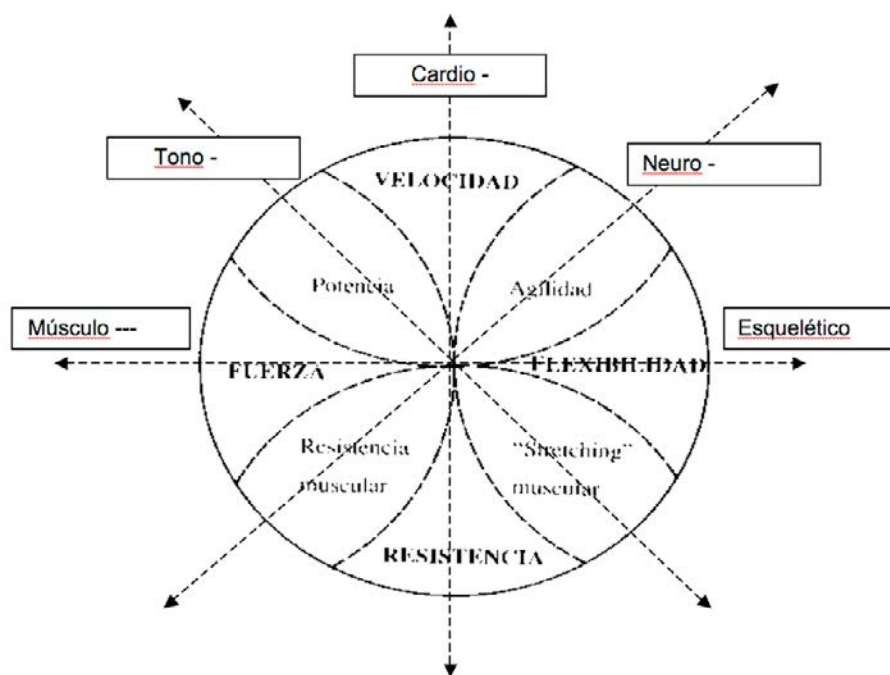 Cardio -
Tono -
Neuro -
VELOCIDAD
Potencia
Agilidad
Músculo ---
Esquelético
FUERZA
FLEXIBILIDAD
Resistencia
muscular
"Stretching"
muscular
RESISTENCIA